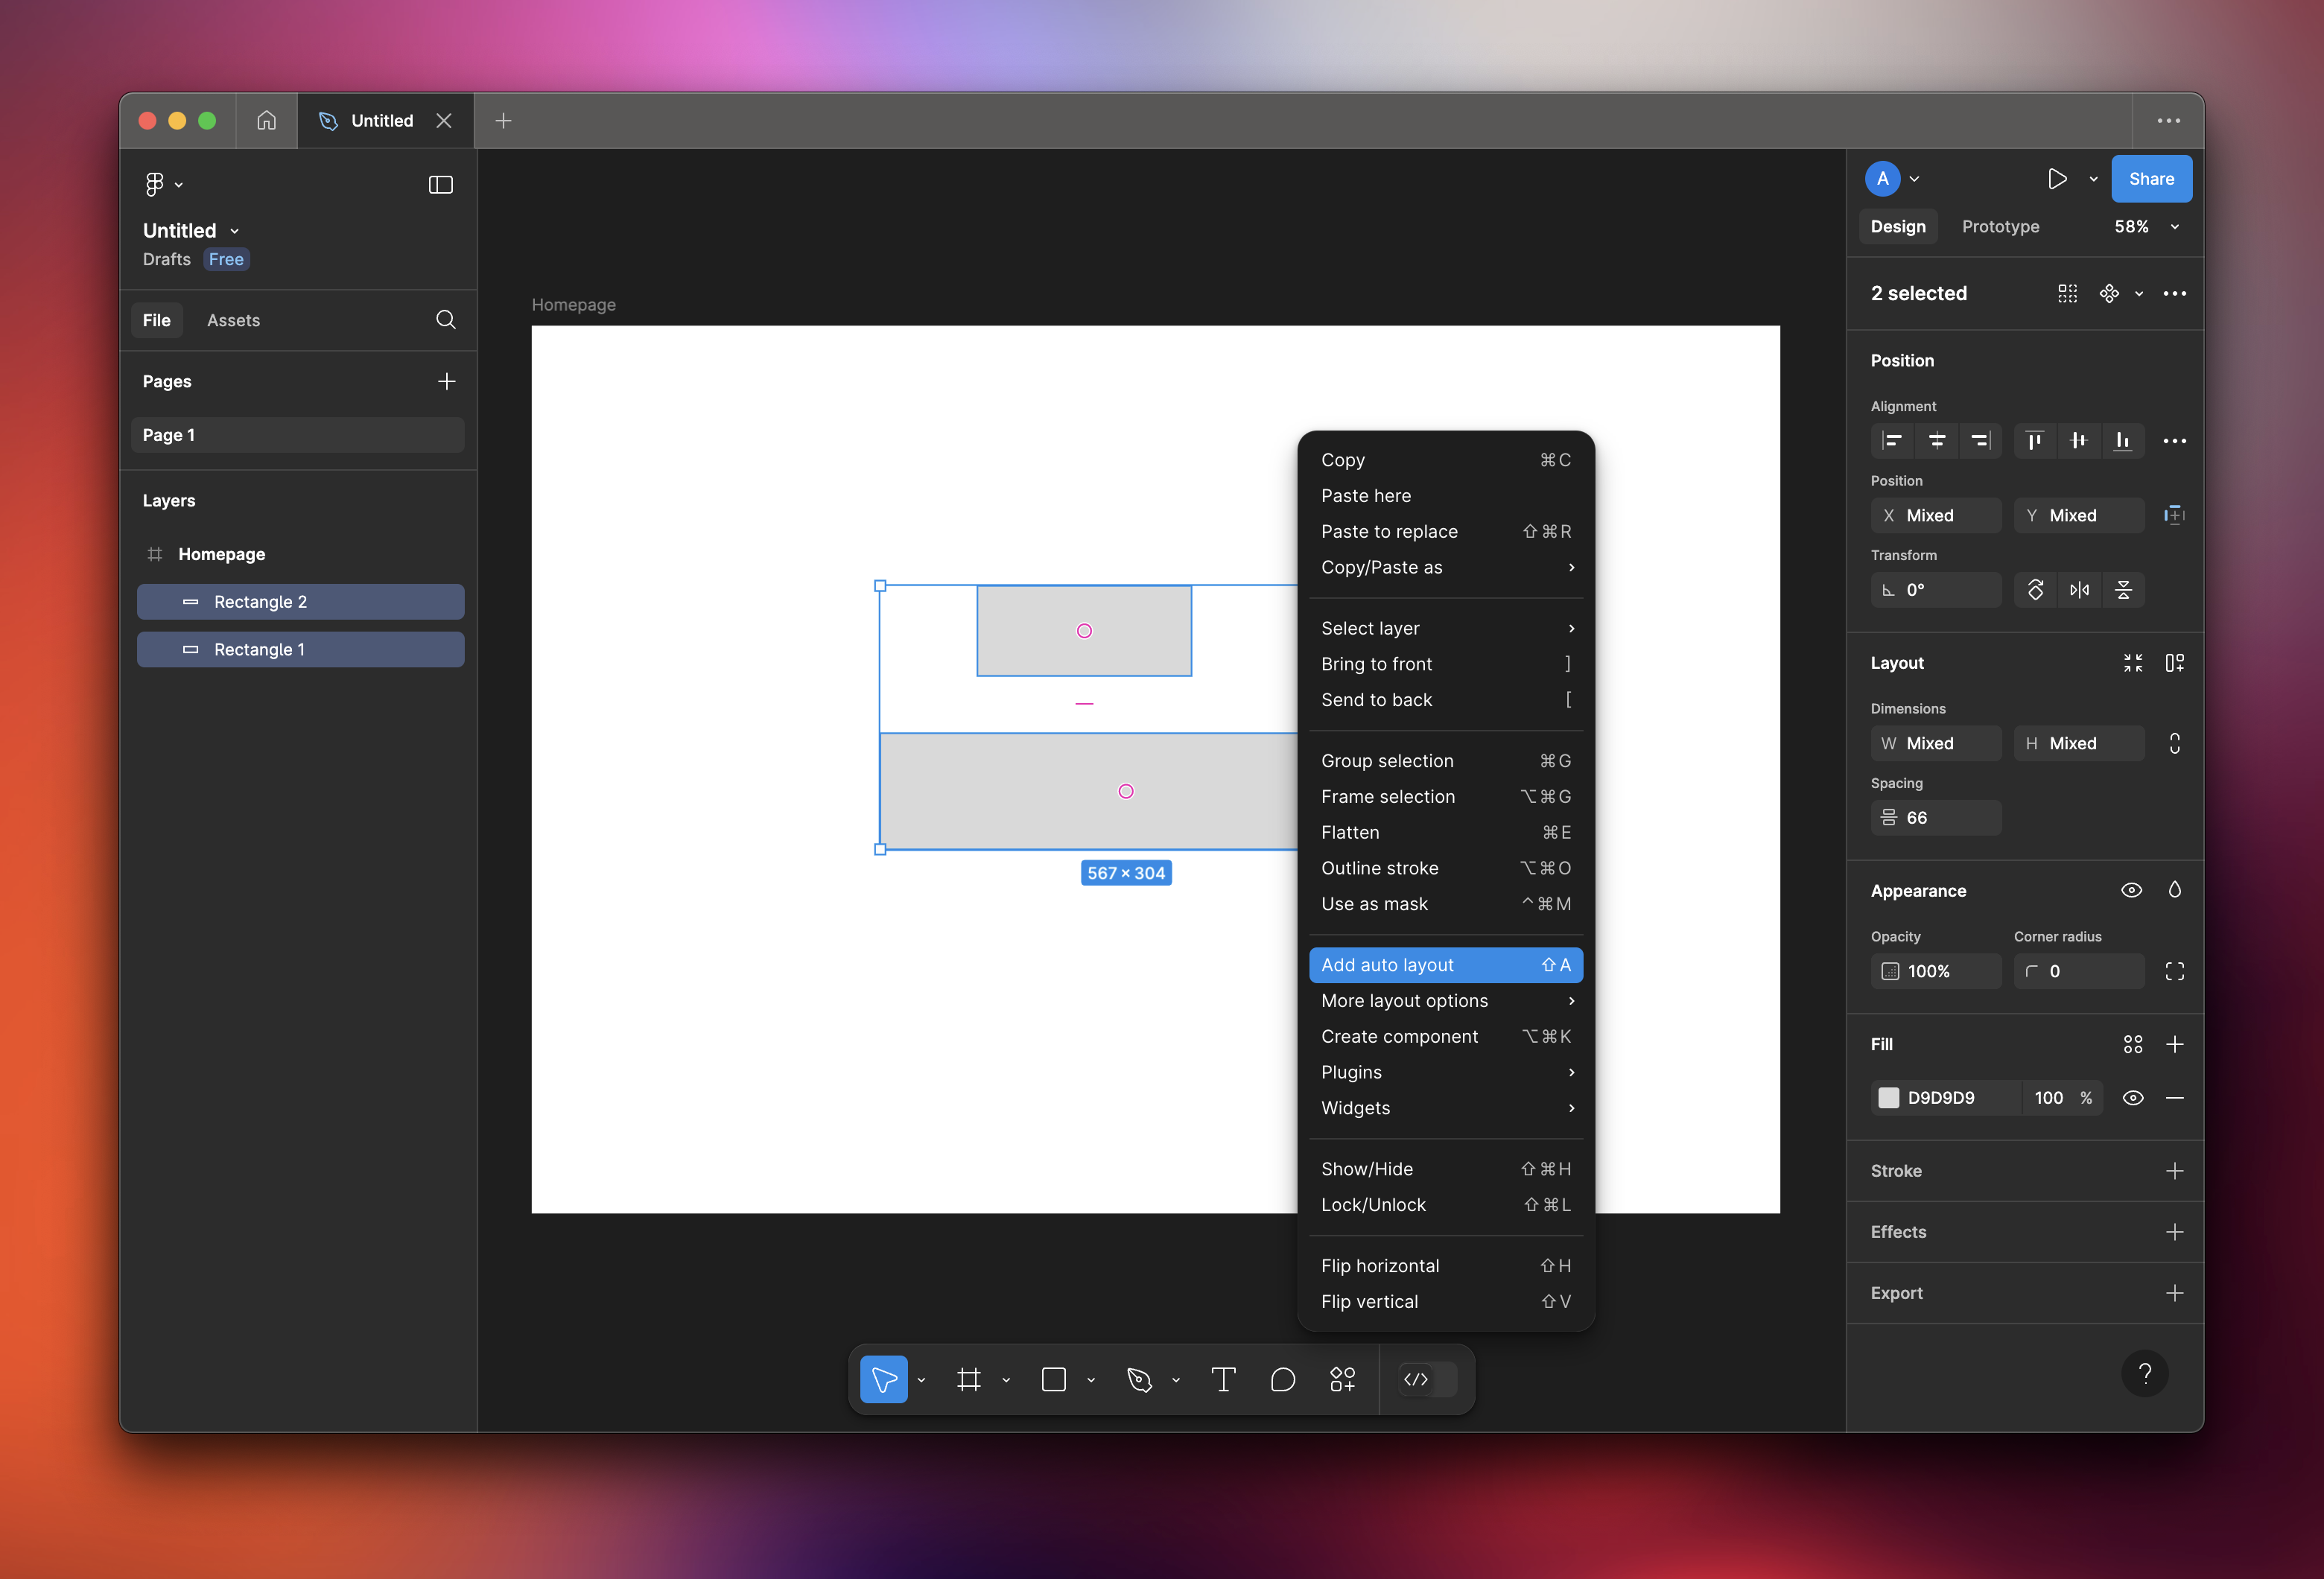 Untitled
Untitled
Drafts Free
File Assets
Pages
Page 1
Layers
Homepage
Rectangle 2
Rectangle 1
Homepage
567 × 304
Copy ⌘C
Paste here
Paste to replace ⇧⌘R
Copy/Paste as
Select layer
Bring to front ]
Send to back [
Group selection ⌘G
Frame selection ⌥⌘G
Flatten ⌘E
Outline stroke ⌥⌘O
Use as mask ^⌘M
Add auto layout ⇧A
More layout options
Create component ⌥⌘K
Plugins
Widgets
Show/Hide ⇧⌘H
Lock/Unlock ⇧⌘L
Flip horizontal ⇧H
Flip vertical ⇧V
A Share
Design Prototype 58%
2 selected
Position
Alignment
Position
X Mixed Y Mixed
Transform
0°
Layout
Dimensions
W Mixed H Mixed
Spacing
66
Appearance
Opacity Corner radius
100% 0
Fill
D9D9D9 100 %
Stroke
Effects
Export
?